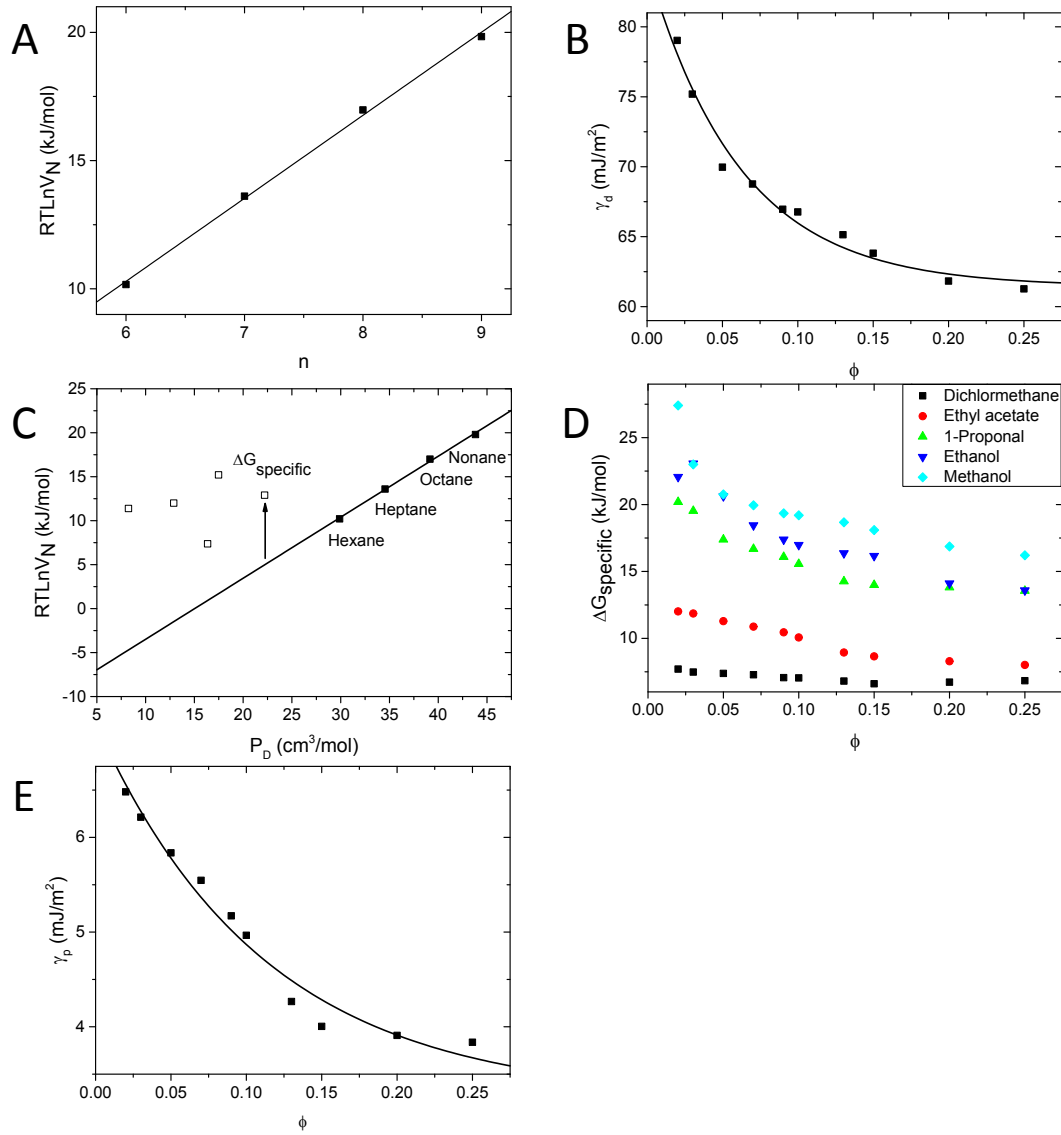 A
RTLnV_N (kJ/mol)
20
15
10
6 7 8 9
n
B
γ_d (mJ/m²)
80
75
70
65
60
0.00 0.05 0.10 0.15 0.20 0.25
ϕ
C
RTLnV_N (kJ/mol)
25
20
15
10
5
0
-5
-10
ΔG_specific
Nonane
Octane
Heptane
Hexane
5 10 15 20 25 30 35 40 45
P_D (cm³/mol)
D
ΔG_specific (kJ/mol)
25
20
15
10
Dichlormethane
Ethyl acetate
1-Proponal
Ethanol
Methanol
0.00 0.05 0.10 0.15 0.20 0.25
ϕ
E
γ_p (mJ/m²)
6
5
4
0.00 0.05 0.10 0.15 0.20 0.25
ϕ